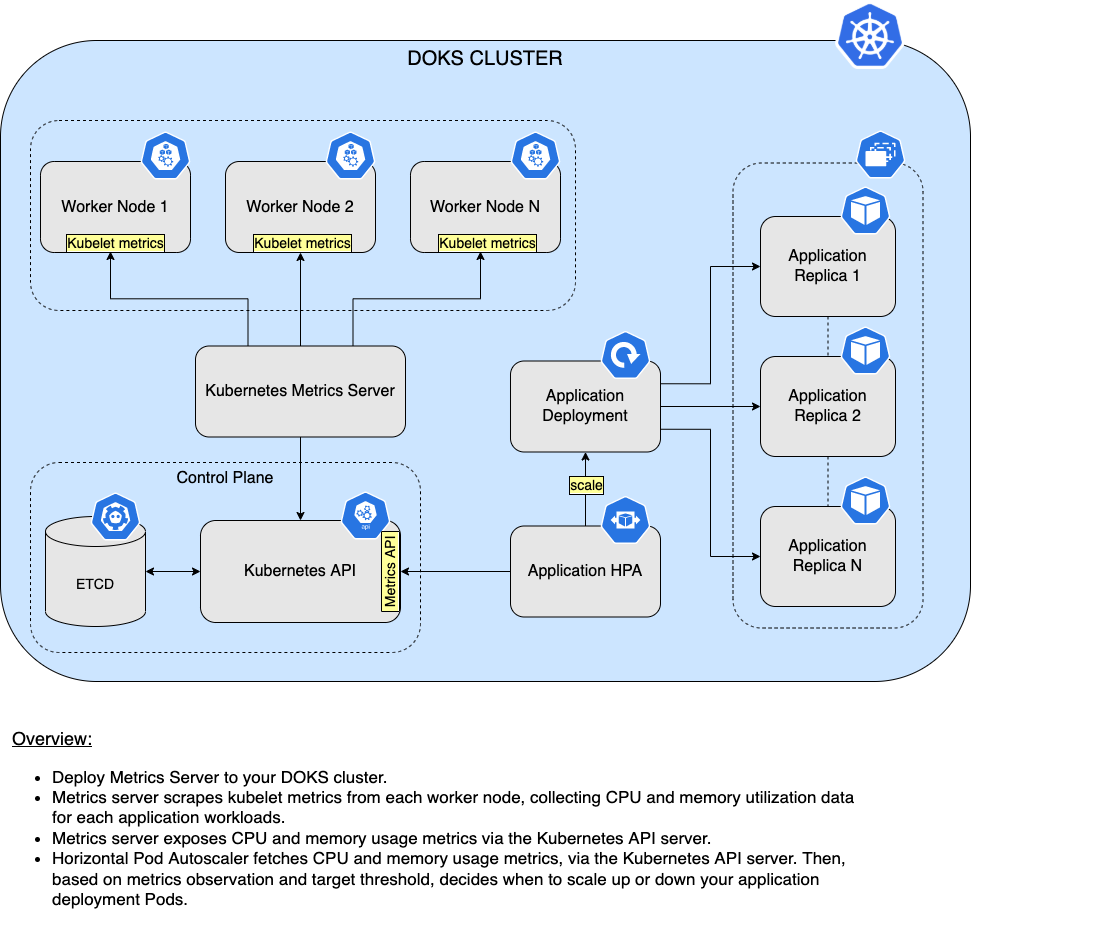 DOKS CLUSTER
Worker Node 1
Kubelet metrics
Worker Node 2
Kubelet metrics
Worker Node N
Kubelet metrics
Kubernetes Metrics Server
Control Plane
ETCD
Kubernetes API
api
Metrics API
Application
Deployment
scale
Application HPA
Application
Replica 1
Application
Replica 2
Application
Replica N
Overview:
• Deploy Metrics Server to your DOKS cluster.
• Metrics server scrapes kubelet metrics from each worker node, collecting CPU and memory utilization data
for each application workloads.
• Metrics server exposes CPU and memory usage metrics via the Kubernetes API server.
• Horizontal Pod Autoscaler fetches CPU and memory usage metrics, via the Kubernetes API server. Then,
based on metrics observation and target threshold, decides when to scale up or down your application
deployment Pods.